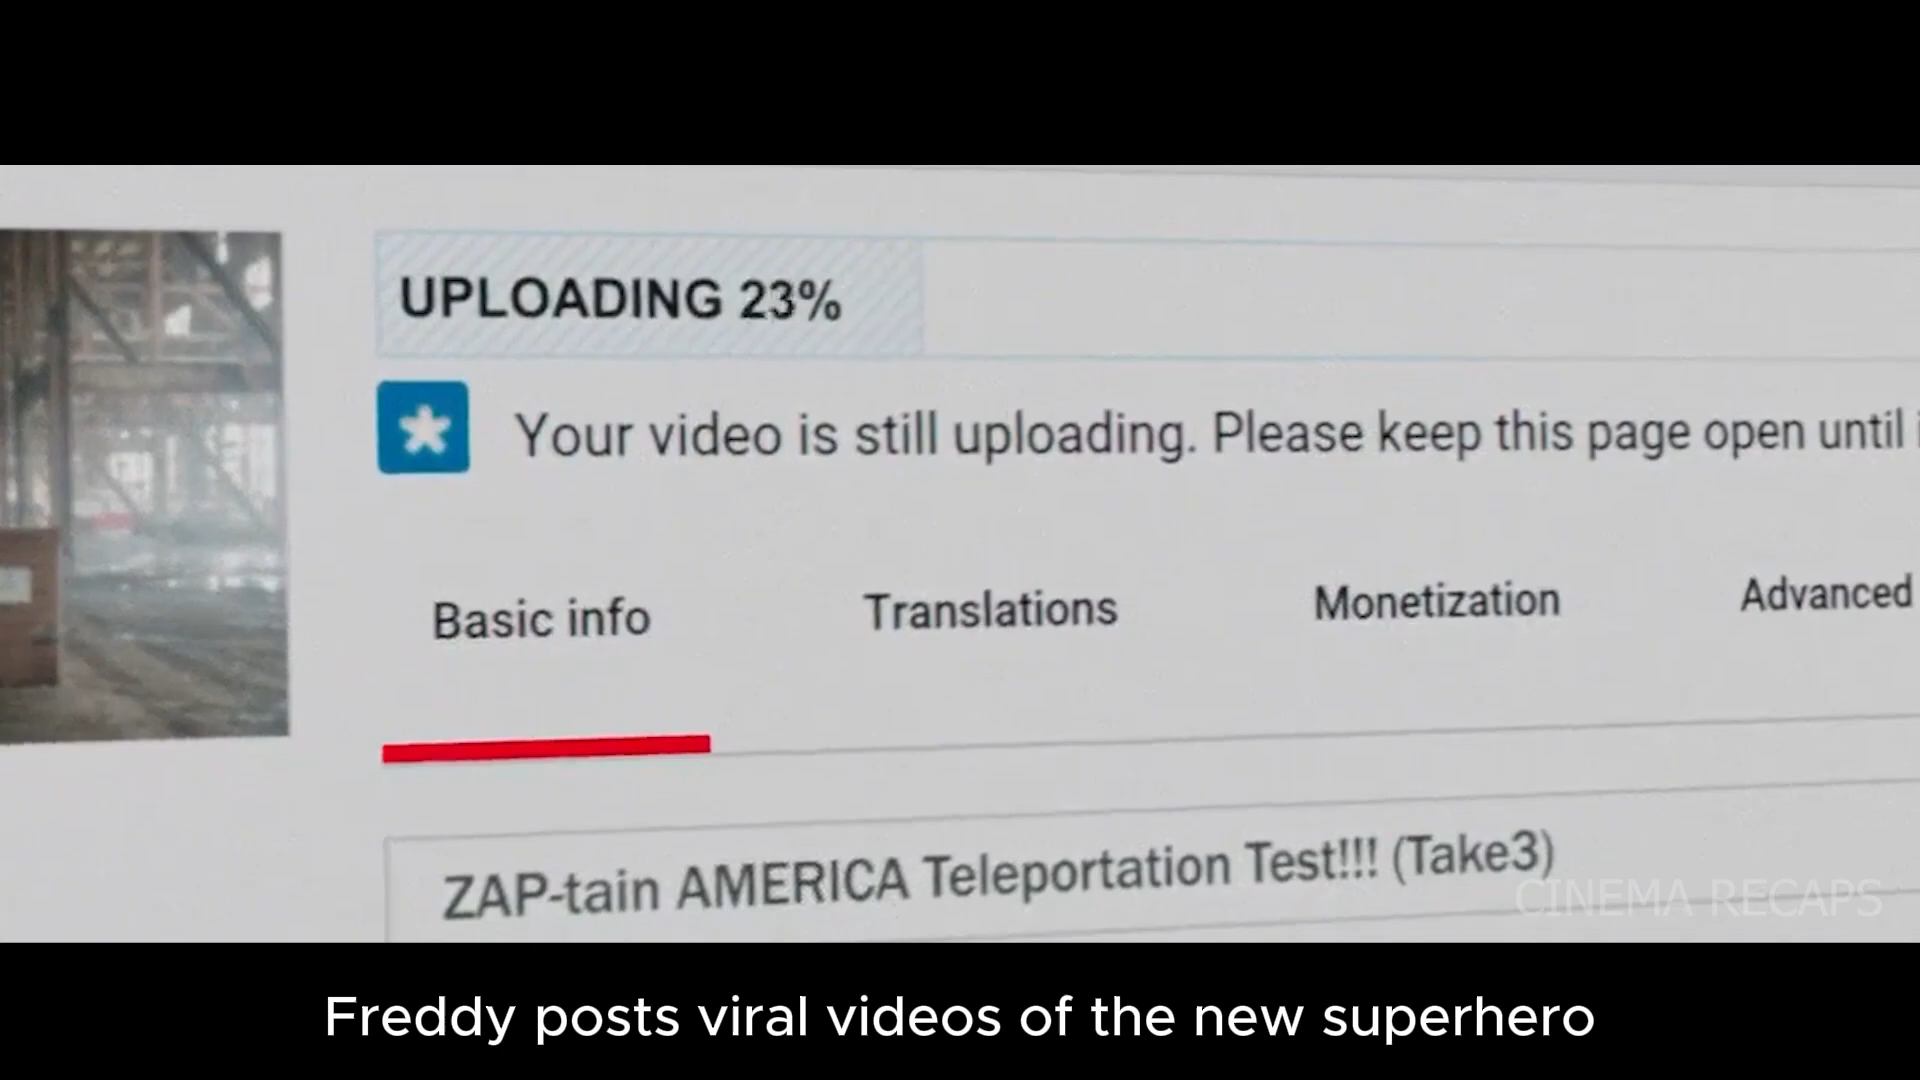 UPLOADING 23%
Your video is still uploading. Please keep this page open until
Basic info
Translations
Monetization
Advanced
ZAP-tain AMERICA Teleportation Test!!! (Take3)
CINEMA RECAPS
Freddy posts viral videos of the new superhero